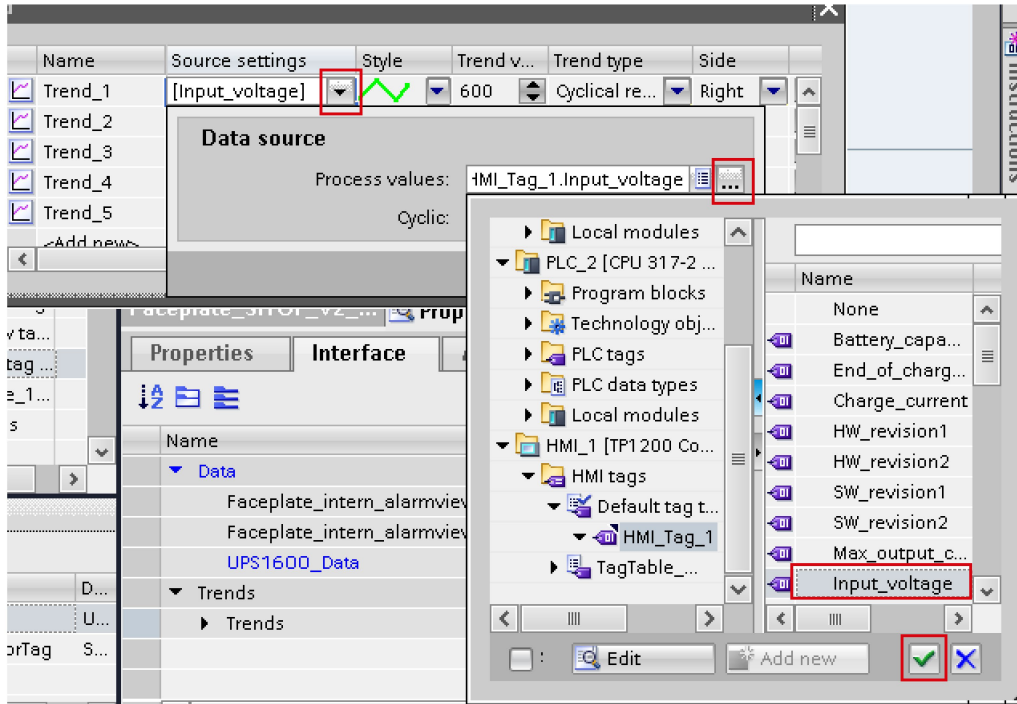 Name Source settings Style Trend v... Trend type Side
Trend_1 [Input_voltage] 600 Cyclical re... Right
Trend_2
Trend_3
Trend_4
Trend_5
<Add new>
Data source
Process values: HMI_Tag_1.Input_voltage ...
Cyclic:
Instructions
Local modules
PLC_2 [CPU 317-2 ...
Program blocks
Technology obj...
PLC tags
PLC data types
Local modules
HMI_1 [TP1200 Co...
HMI tags
Default tag t...
HMI_Tag_1
TagTable_...
Name
None
Battery_capa...
End_of_charg...
Charge_current
HW_revision1
HW_revision2
SW_revision1
SW_revision2
Max_output_c...
Input_voltage
: Edit Add new
Properties Interface
Name
Data
Faceplate_intern_alarmview
Faceplate_intern_alarmview
UPS1600_Data
Trends
Trends
v ta...
tag ...
e_1...
s
D...
U...
orTag S...